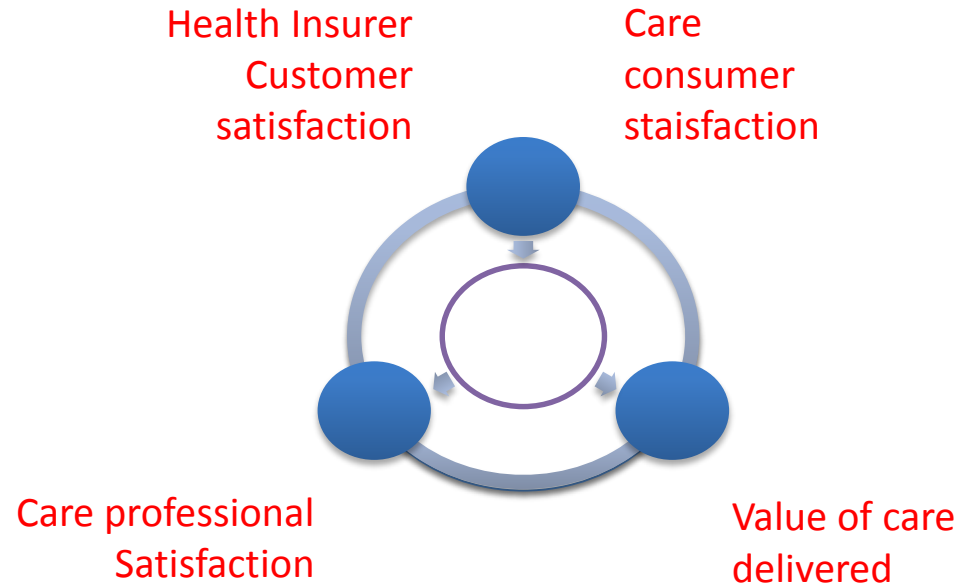 Health Insurer
Customer
satisfaction
Care
consumer
staisfaction
Care professional
Satisfaction
Value of care
delivered